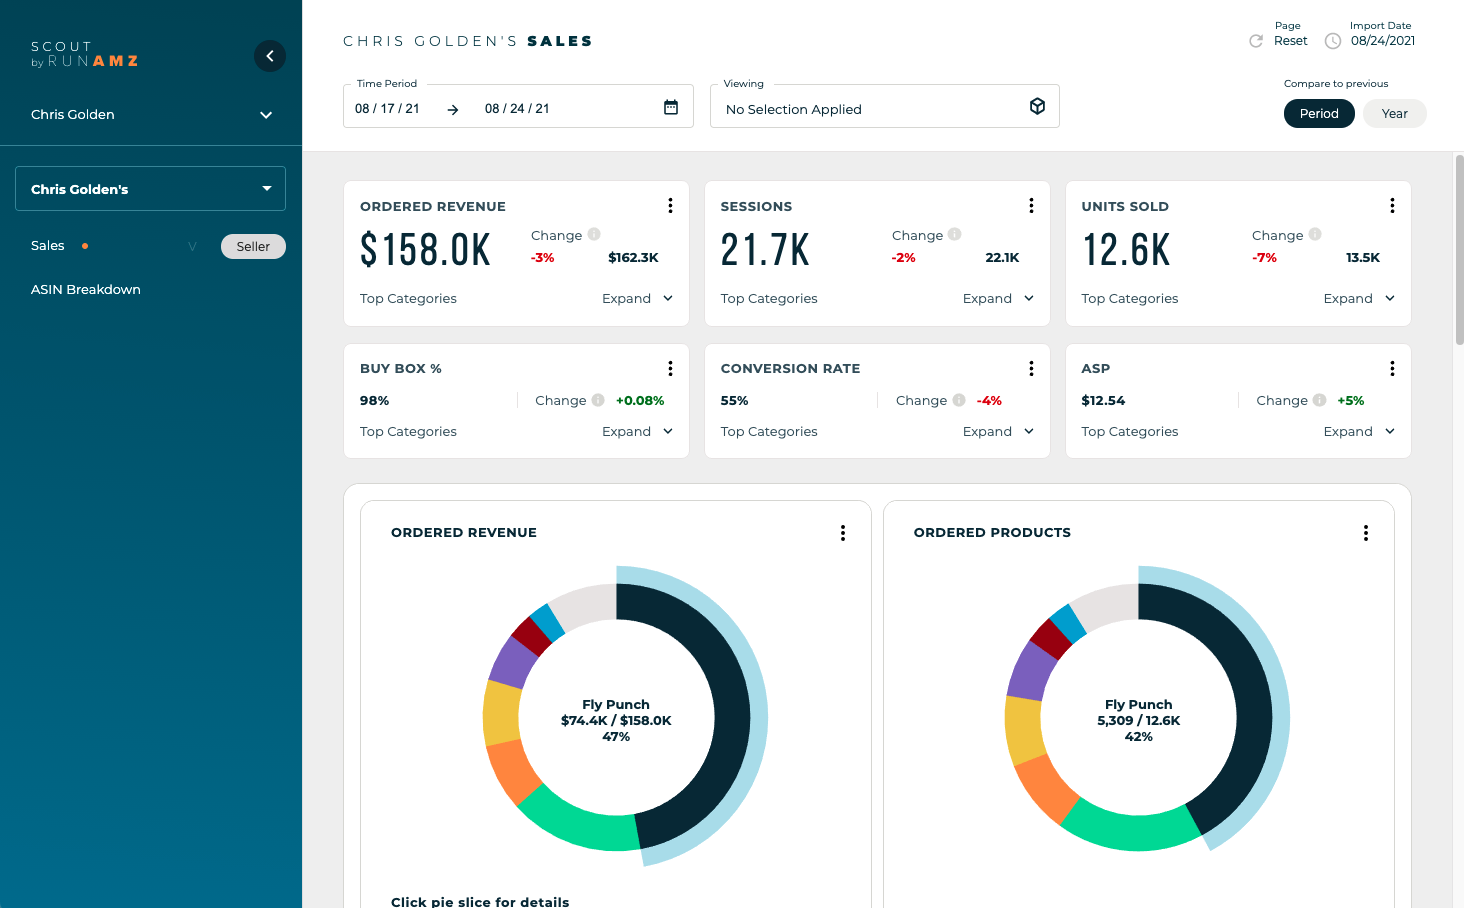 SCOUT
by RUNAMZ
Chris Golden
Chris Golden's
Sales
V
Seller
ASIN Breakdown
CHRIS GOLDEN'S SALES
Page
Reset
Import Date
08/24/2021
Time Period
08 / 17 / 21
08 / 24 / 21
Viewing
No Selection Applied
Compare to previous
Period
Year
ORDERED REVENUE
$158.0K
Change
-3%
$162.3K
Top Categories
Expand
SESSIONS
21.7K
Change
-2%
22.1K
Top Categories
Expand
UNITS SOLD
12.6K
Change
-7%
13.5K
Top Categories
Expand
BUY BOX %
98%
Change
+0.08%
Top Categories
Expand
CONVERSION RATE
55%
Change
-4%
Top Categories
Expand
ASP
$12.54
Change
+5%
Top Categories
Expand
ORDERED REVENUE
Fly Punch
$74.4K / $158.0K
47%
Click pie slice for details
ORDERED PRODUCTS
Fly Punch
5,309 / 12.6K
42%